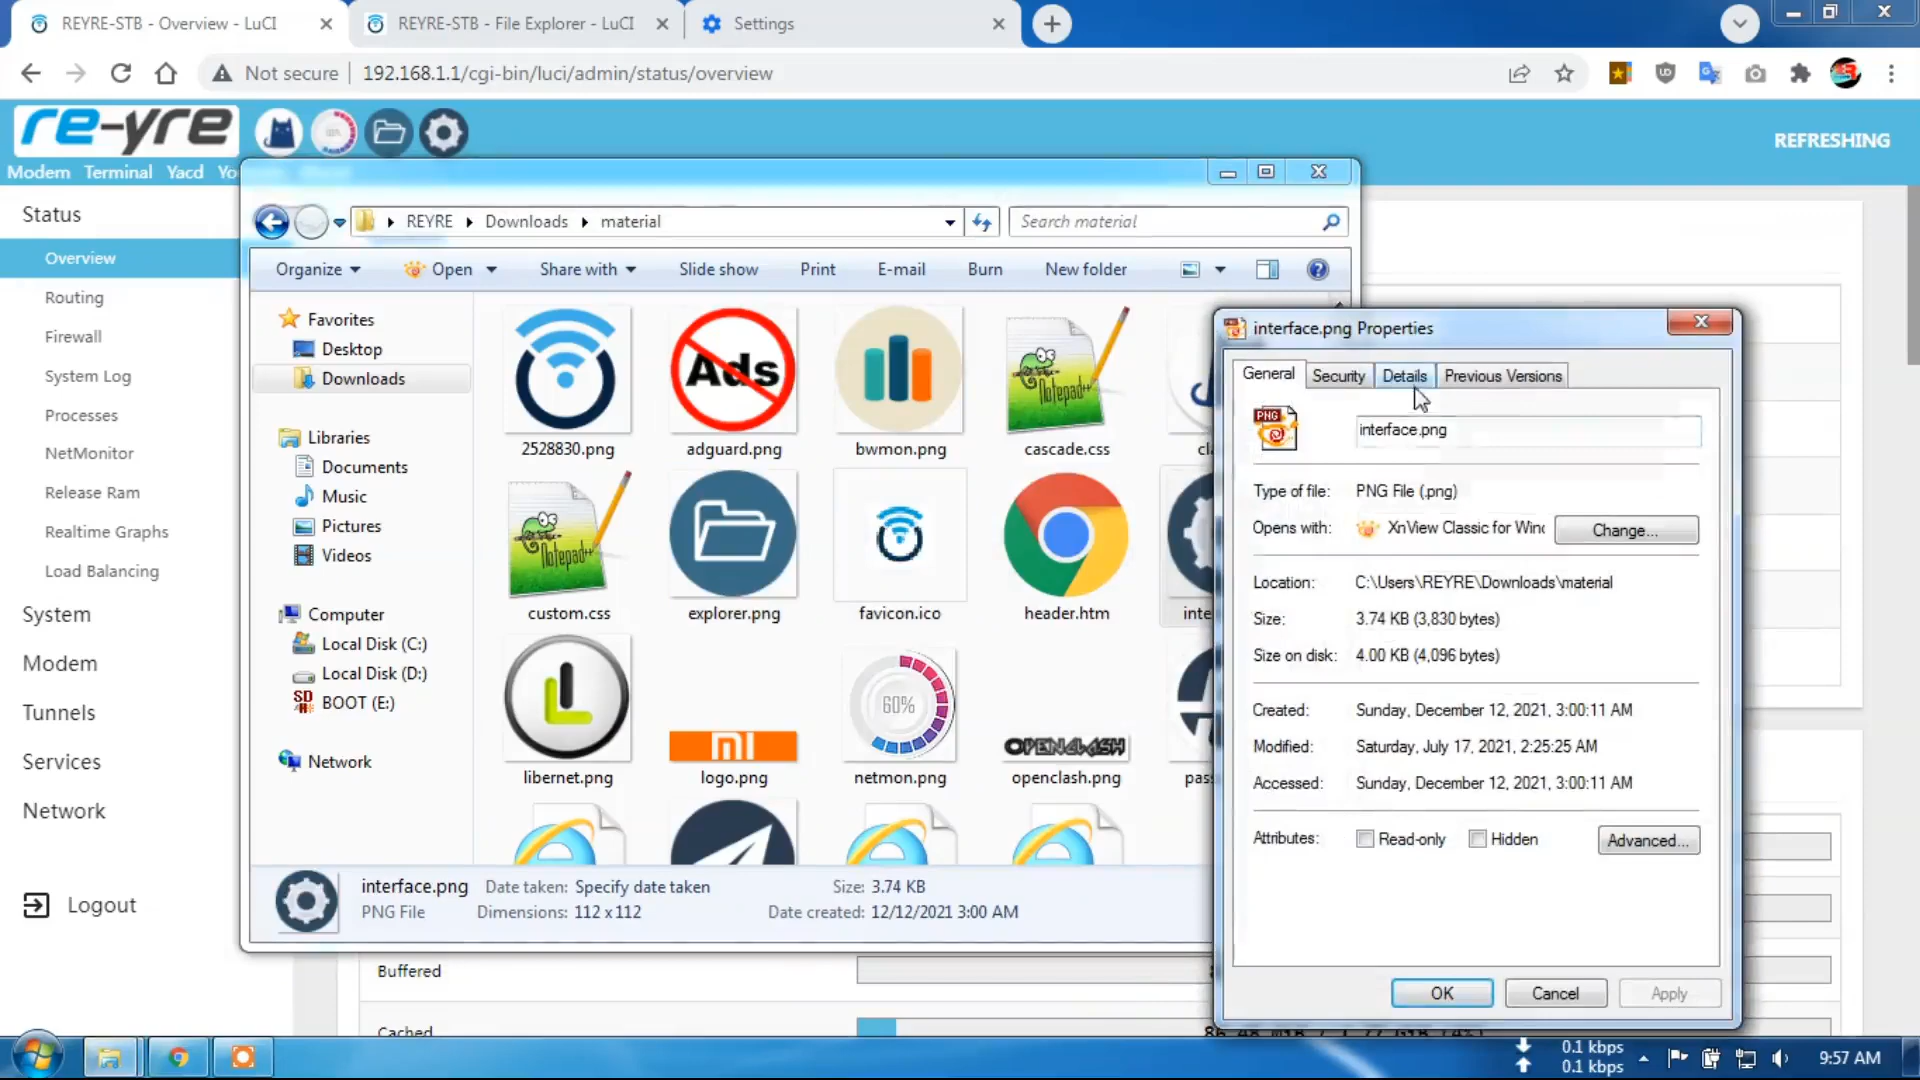 REYRE-STB - Overview - LuCI
REYRE-STB - File Explorer - LuCI
Settings
Not secure
192.168.1.1/cgi-bin/luci/admin/status/overview
re-yre
REFRESHING
Modem Terminal Yacd
Status
Overview
Routing
Firewall
System Log
Processes
NetMonitor
Release Ram
Realtime Graphs
Load Balancing
System
Modem
Tunnels
Services
Network
Logout
REYRE Downloads material
Search material
Organize Open Share with Slide show Print E-mail Burn New folder
Favorites
Desktop
Downloads
Libraries
Documents
Music
Pictures
Videos
Computer
Local Disk (C:)
Local Disk (D:)
BOOT (E:)
Network
Ads
Notepad++
2528830.png adguard.png bwmon.png cascade.css
Notepad++
custom.css explorer.png favicon.ico header.htm
60%
mi
OPENCLASH
libernet.png logo.png netmon.png openclash.png
interface.png Date taken: Specify date taken Size: 3.74 KB
PNG File Dimensions: 112 x 112 Date created: 12/12/2021 3:00 AM
Buffered
Cached
interface.png Properties
General Security Details Previous Versions
PNG
interface.png
Type of file: PNG File (.png)
Opens with: XnView Classic for Winc Change...
Location: C:\Users\REYRE\Downloads\material
Size: 3.74 KB (3,830 bytes)
Size on disk: 4.00 KB (4,096 bytes)
Created: Sunday, December 12, 2021, 3:00:11 AM
Modified: Saturday, July 17, 2021, 2:25:25 AM
Accessed: Sunday, December 12, 2021, 3:00:11 AM
Attributes: Read-only Hidden Advanced...
OK Cancel Apply
0.1 kbps
0.1 kbps
9:57 AM